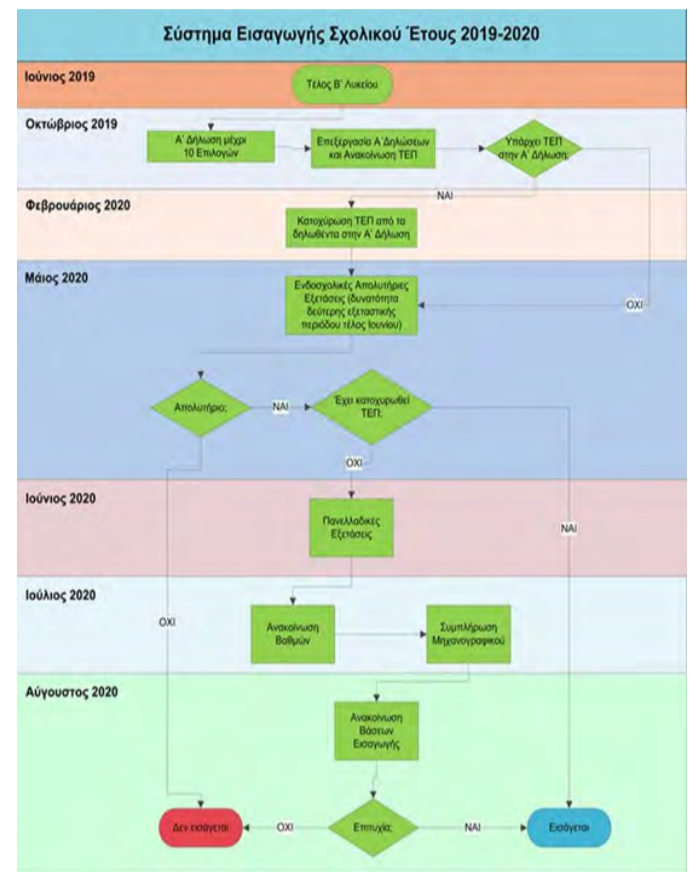 Σύστημα Εισαγωγής Σχολικού Έτους 2019-2020
Ιούνιος 2019
Τέλος Β' Λυκείου
Οκτώβριος 2019
Α' Δήλωση μέχρι
10 Επιλογών
Επεξεργασία Α' Δηλώσεων
και Ανακοίνωση ΤΕΠ
Υπάρχει ΤΕΠ
στην Α' Δήλωση;
ΝΑΙ
Φεβρουάριος 2020
Κατοχύρωση ΤΕΠ από τα
δηλωθέντα στην Α' Δήλωση
Μάιος 2020
Ενδοσχολικές Απολυτήριες
Εξετάσεις (δυνατότητα
δεύτερης εξεταστικής
περιόδου τέλος Ιουνίου)
ΟΧΙ
Απολυτήριο;
ΝΑΙ
Έχει κατοχυρωθεί
ΤΕΠ;
ΟΧΙ
Ιούνιος 2020
Πανελλαδικές
Εξετάσεις
ΝΑΙ
Ιούλιος 2020
ΟΧΙ
Ανακοίνωση
Βαθμών
Συμπλήρωση
Μηχανογραφικού
Αύγουστος 2020
Ανακοίνωση
Βάσεων
Εισαγωγής
Δεν εισάγεται
ΟΧΙ
Επιτυχία;
ΝΑΙ
Εισάγεται